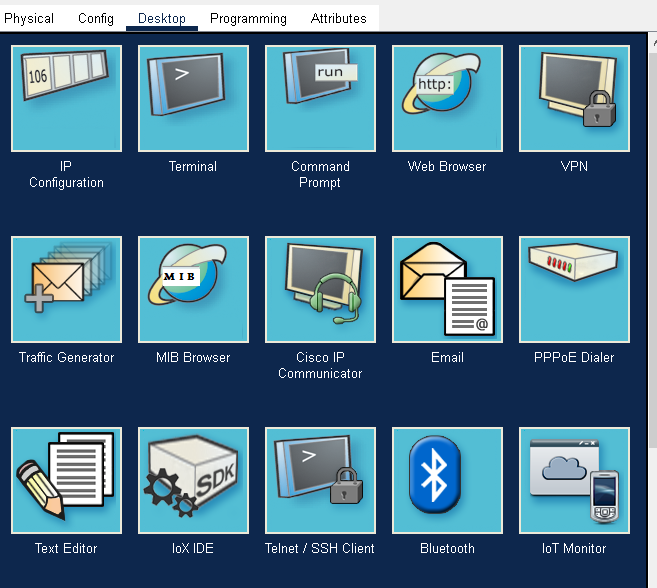 Physical Config Desktop Programming Attributes
106
>
run
http:
IP
Configuration
Terminal
Command
Prompt
Web Browser
VPN
MIB
@
Traffic Generator
MIB Browser
Cisco IP
Communicator
Email
PPPoE Dialer
SDK
>
Text Editor
IoX IDE
Telnet / SSH Client
Bluetooth
IoT Monitor